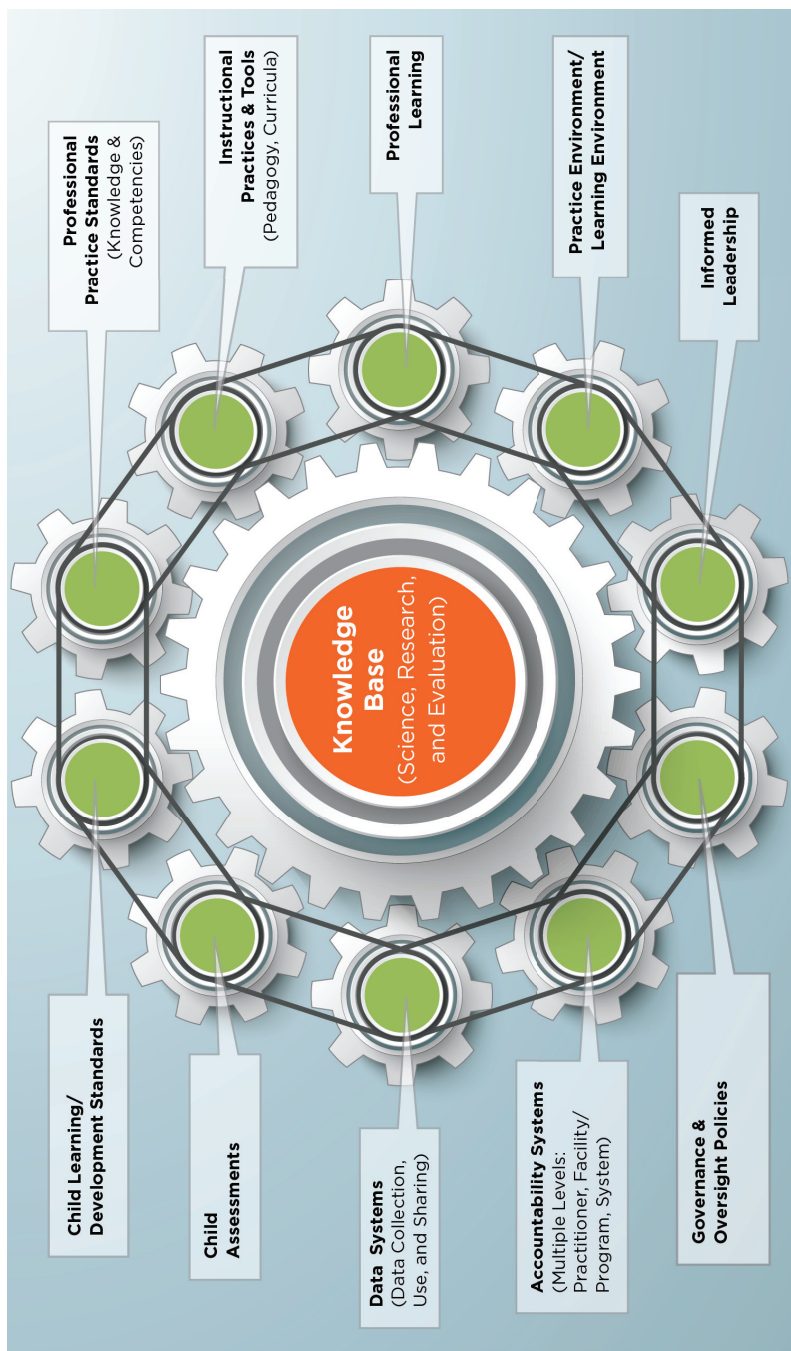 Child Learning/
Development Standards
Professional
Practice Standards
(Knowledge &
Competencies)
Child
Assessments
Instructional
Practices & Tools
(Pedagogy, Curricula)
Data Systems
(Data Collection,
Use, and Sharing)
Knowledge
Base
(Science, Research,
and Evaluation)
Professional
Learning
Accountability Systems
(Multiple Levels:
Practitioner, Facility/
Program, System)
Practice Environment/
Learning Environment
Governance &
Oversight Policies
Informed
Leadership